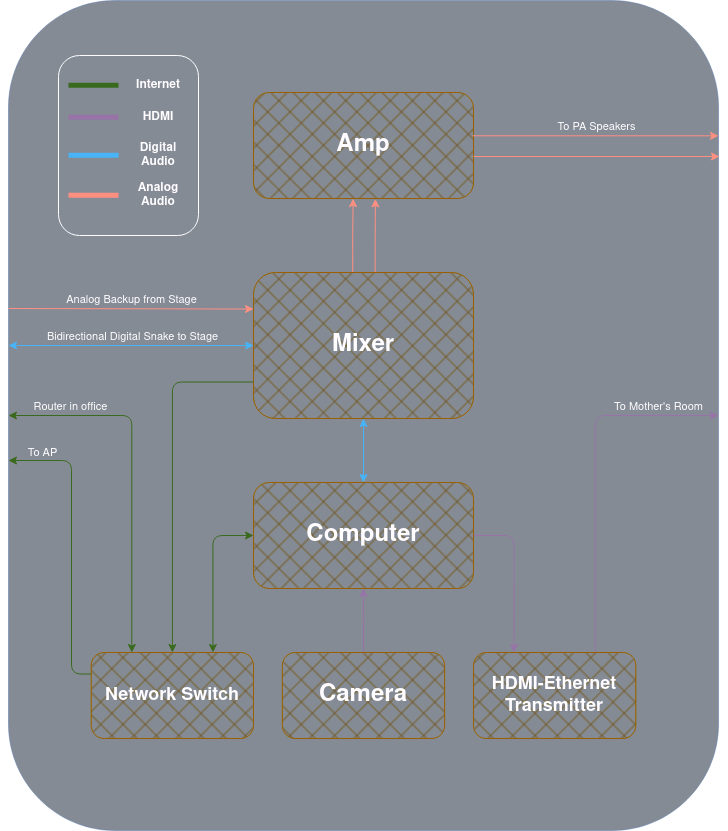 Internet
HDMI
Digital
Audio
Analog
Audio
Amp
To PA Speakers
Analog Backup from Stage
Mixer
Bidirectional Digital Snake to Stage
Router in office
To Mother's Room
To AP
Computer
Network Switch
Camera
HDMI-Ethernet
Transmitter